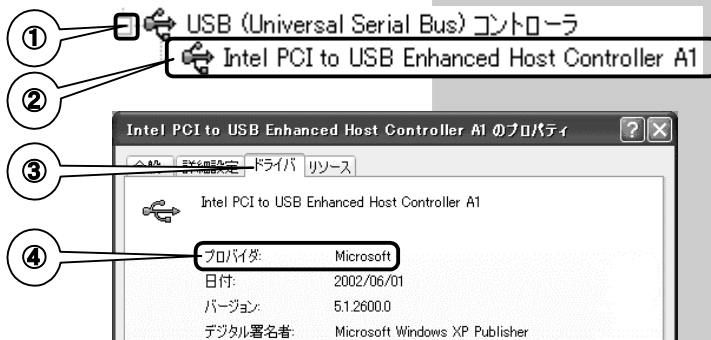 ① USB (Universal Serial Bus) コントローラ
Intel PCI to USB Enhanced Host Controller A1
②
Intel PCI to USB Enhanced Host Controller A1 のプロパティ
③ 全般 詳細設定 ドライバ リソース
Intel PCI to USB Enhanced Host Controller A1
④ プロバイダ: Microsoft
日付: 2002/06/01
バージョン: 5.1.2600.0
デジタル署名者: Microsoft Windows XP Publisher